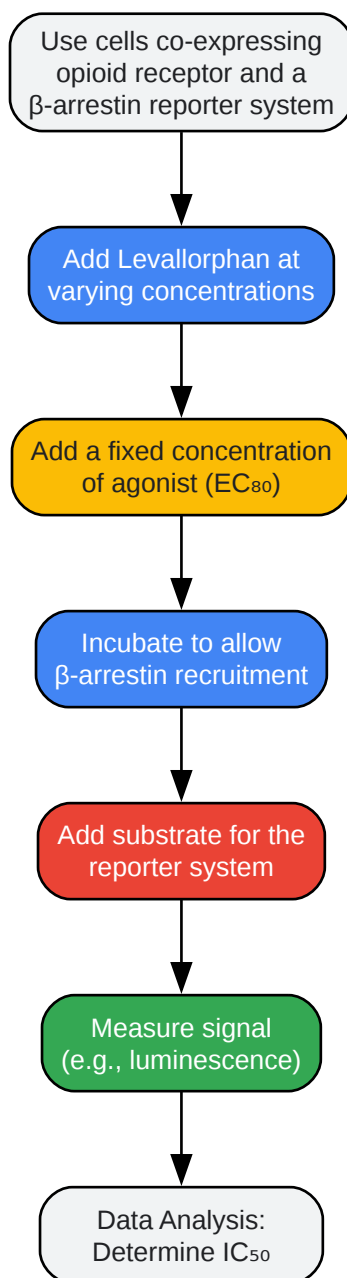 Use cells co-expressing
opioid receptor and a
β-arrestin reporter system
Add Levallorphan at
varying concentrations
Add a fixed concentration
of agonist (EC₈₀)
Incubate to allow
β-arrestin recruitment
Add substrate for the
reporter system
Measure signal
(e.g., luminescence)
Data Analysis:
Determine IC₅₀